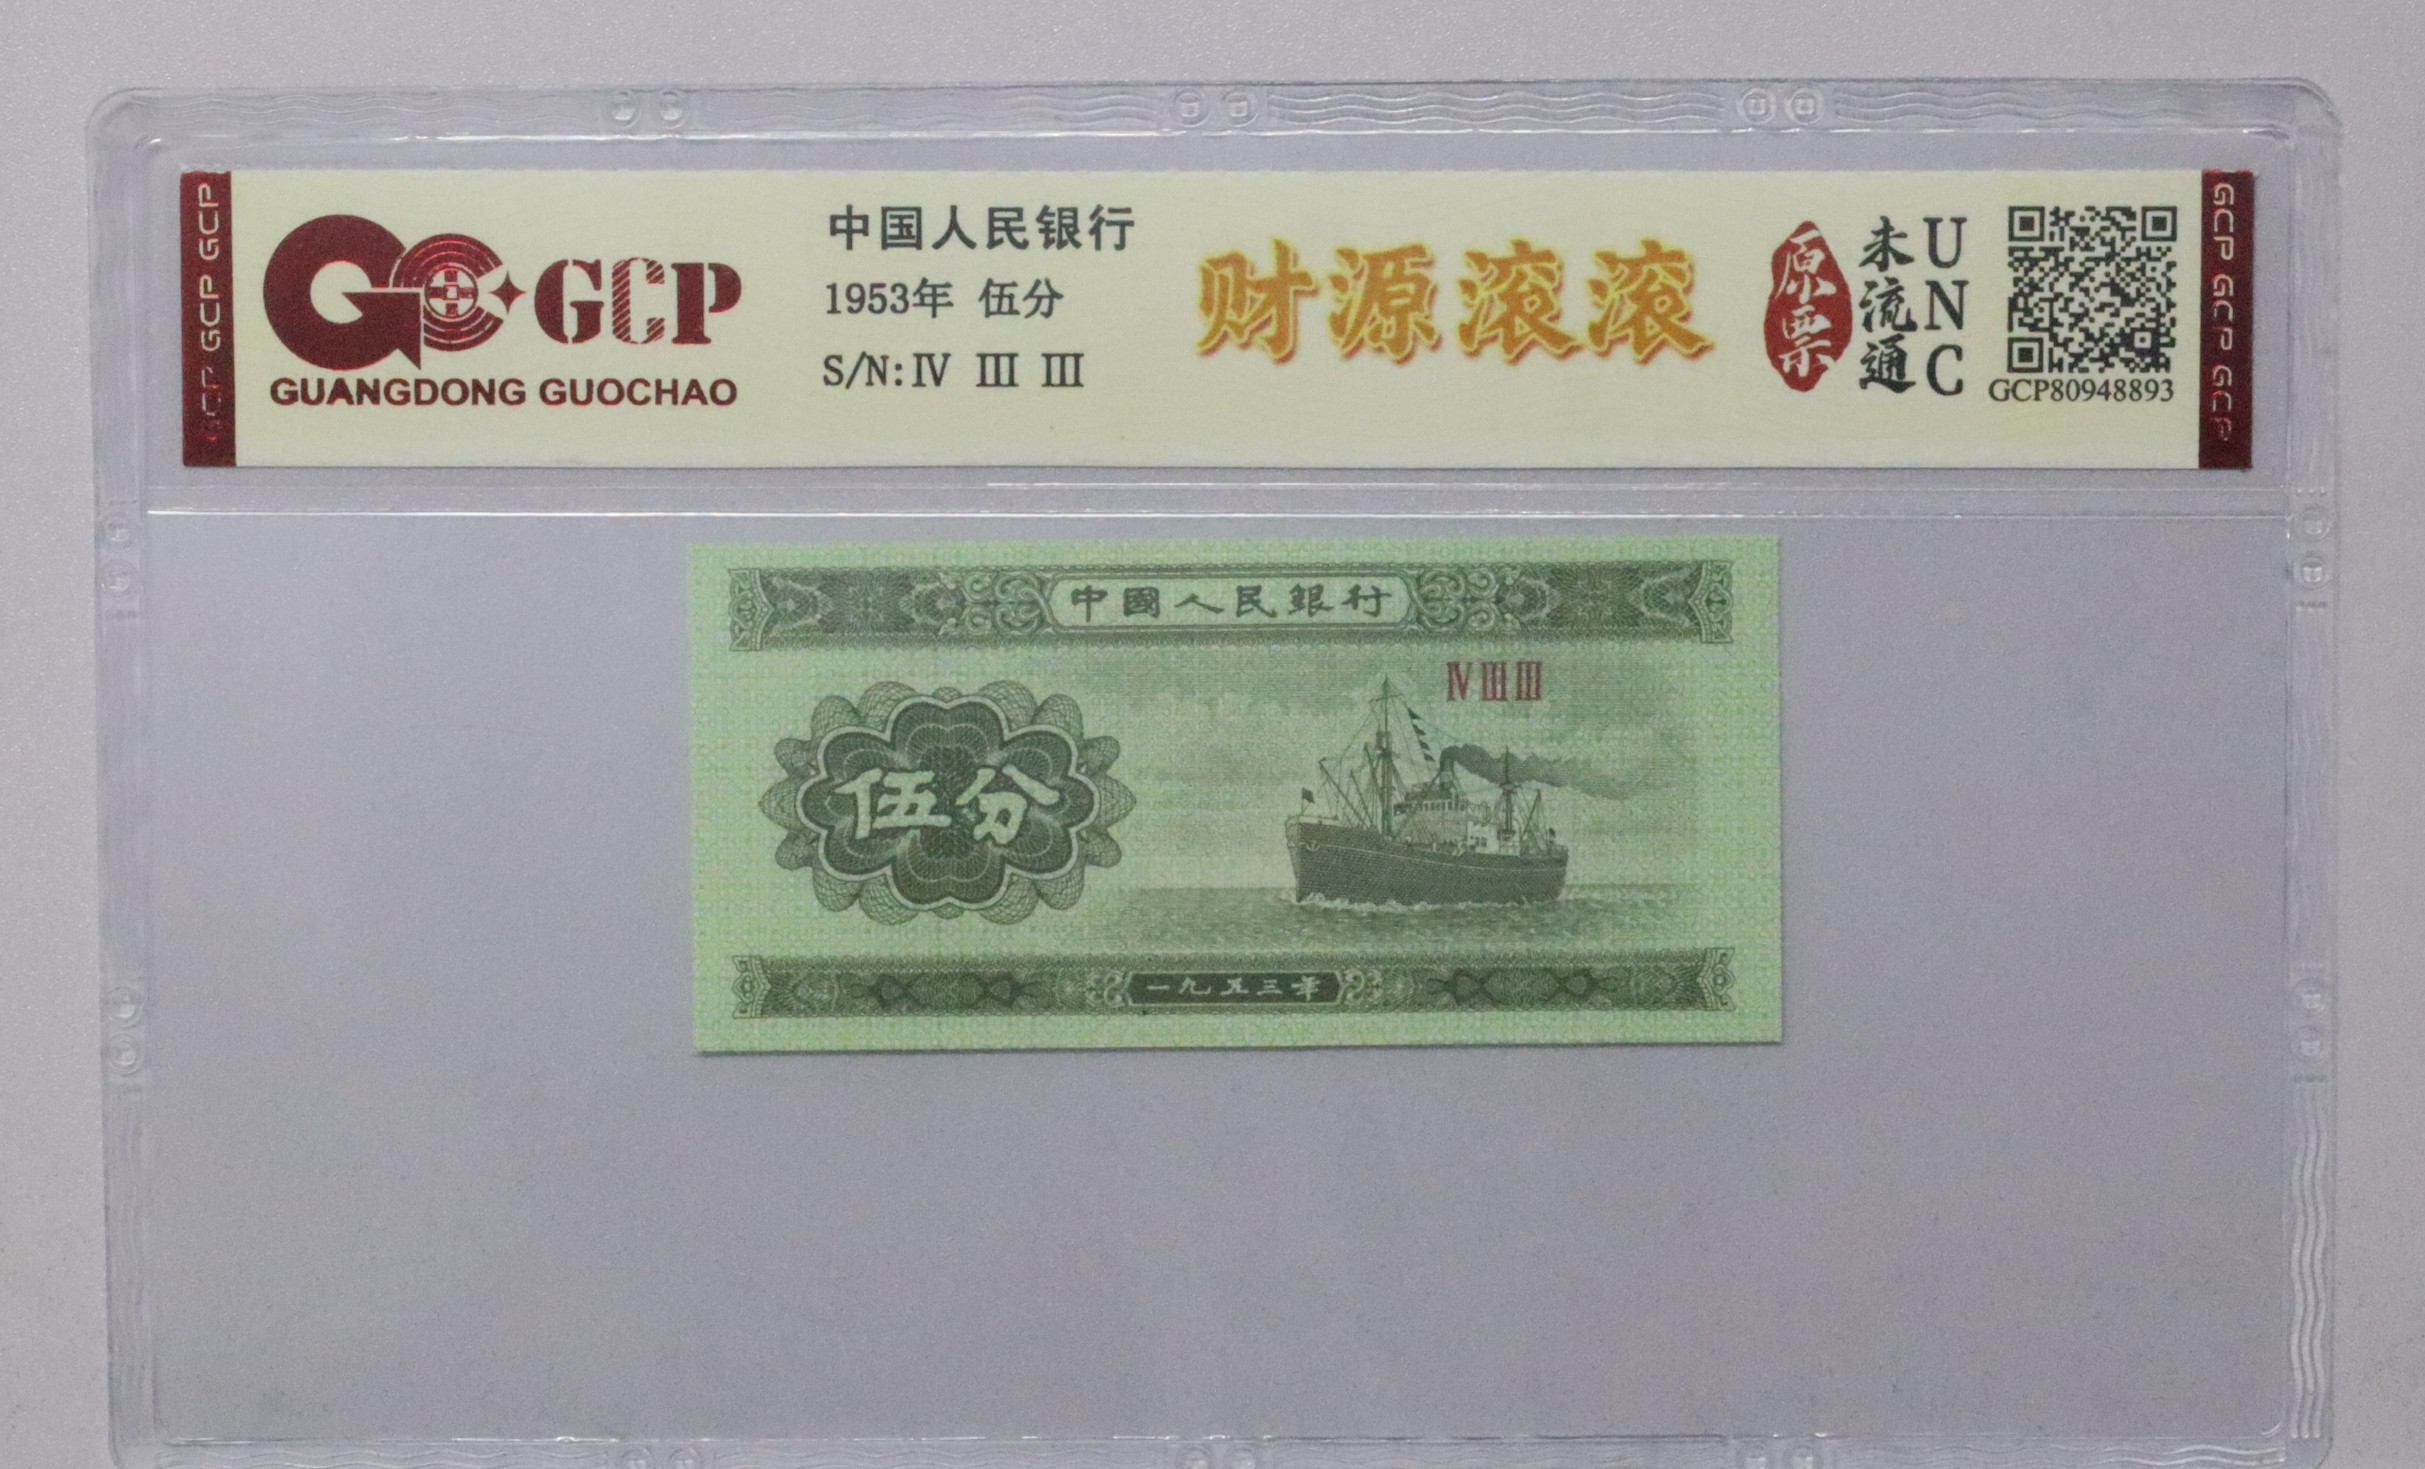 GCP GCP GCP
GCP
GUANGDONG GUOCHAO
中国人民银行
1953年 伍分
S/N: IV III III
财源滚滚
原票
未流通
UNC
GCP80948893
GCP GCP GCP
中國人民銀行
IV III III
伍分
一九五三年